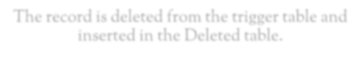 The record is deleted from the trigger table and
inserted in the Deleted table.